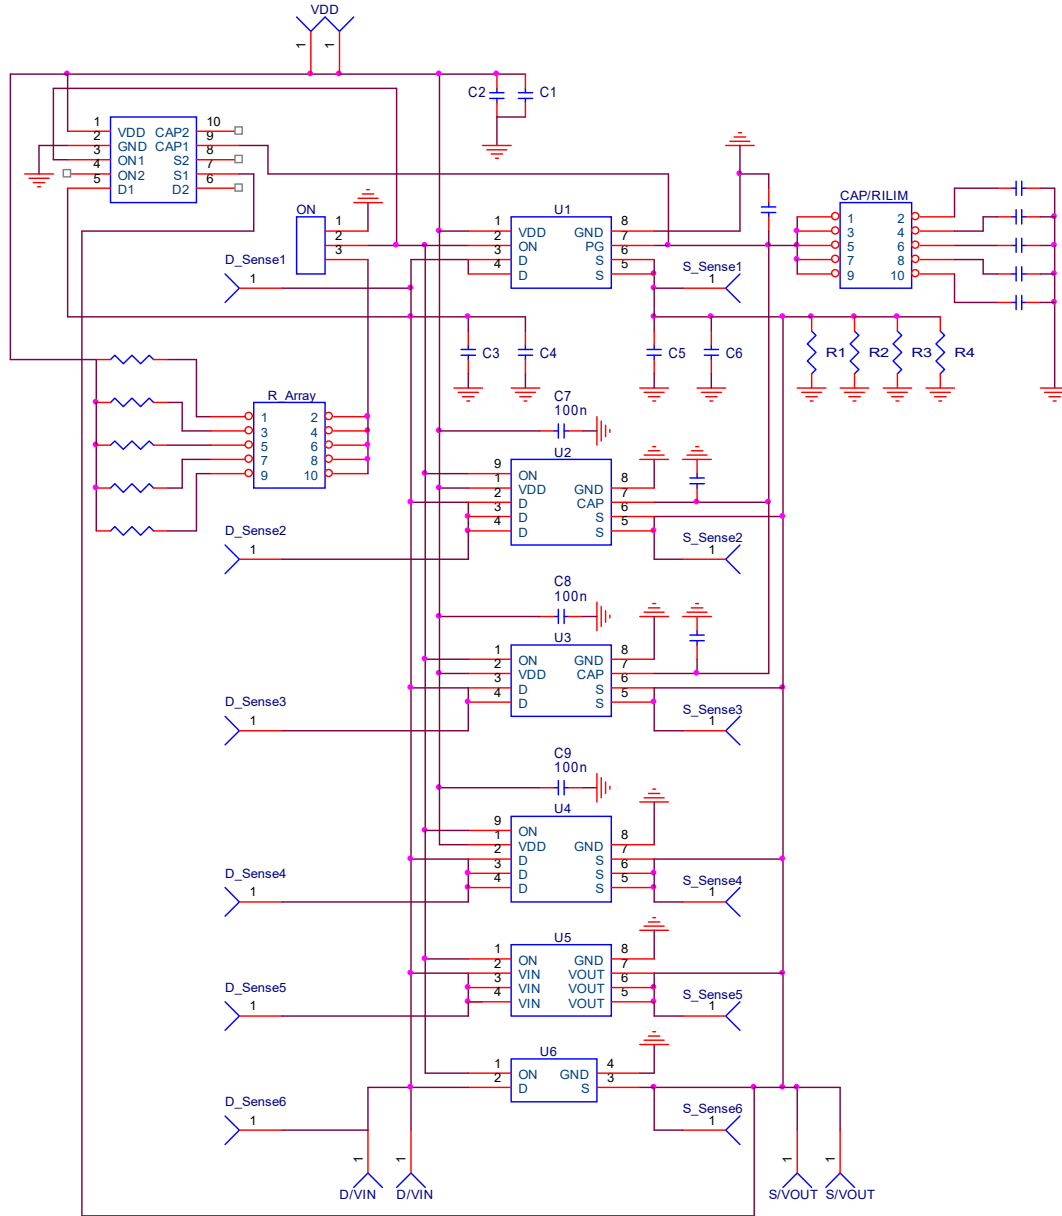 VDD
1 1
C2 C1
1 VDD CAP2 10
2 GND CAP1 9
3 ON1 S2 8
4 ON2 S1 7
5 D1 D2 6
ON
1
2
3
U1
1 VDD GND 8
2 ON PG 7
3 D S 6
4 D S 5
CAP/RILIM
1 2
3 4
5 6
7 8
9 10
D_Sense1
1
S_Sense1
1
C3 C4 C5 C6
R1 R2 R3 R4
R_Array
1 2
3 4
5 6
7 8
9 10
C7
100n
U2
9 ON
1 VDD GND 8
2 D CAP 7
3 D S 6
4 D S 5
D_Sense2
1
S_Sense2
1
C8
100n
U3
1 ON GND 8
2 VDD CAP 7
3 D S 6
4 D S 5
D_Sense3
1
S_Sense3
1
C9
100n
U4
9 ON
1 VDD GND 8
2 D S 7
3 D S 6
4 D S 5
D_Sense4
1
S_Sense4
1
U5
1 ON GND 8
2 VIN VOUT 7
3 VIN VOUT 6
4 VIN VOUT 5
D_Sense5
1
S_Sense5
1
U6
1 ON GND 4
2 D S 3
D_Sense6
1
S_Sense6
1
1 1 1 1
D/VIN D/VIN S/VOUT S/VOUT